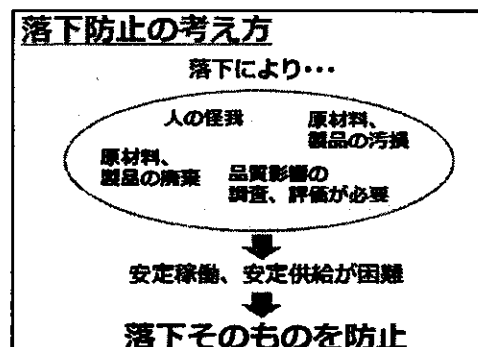 落下防止の考え方
落下により・・・
人の怪我
原材料、
製品の汚損
原材料、
製品の廃棄
品質影響の
調査、評価が必要
安定稼働、安定供給が困難
落下そのものを防止